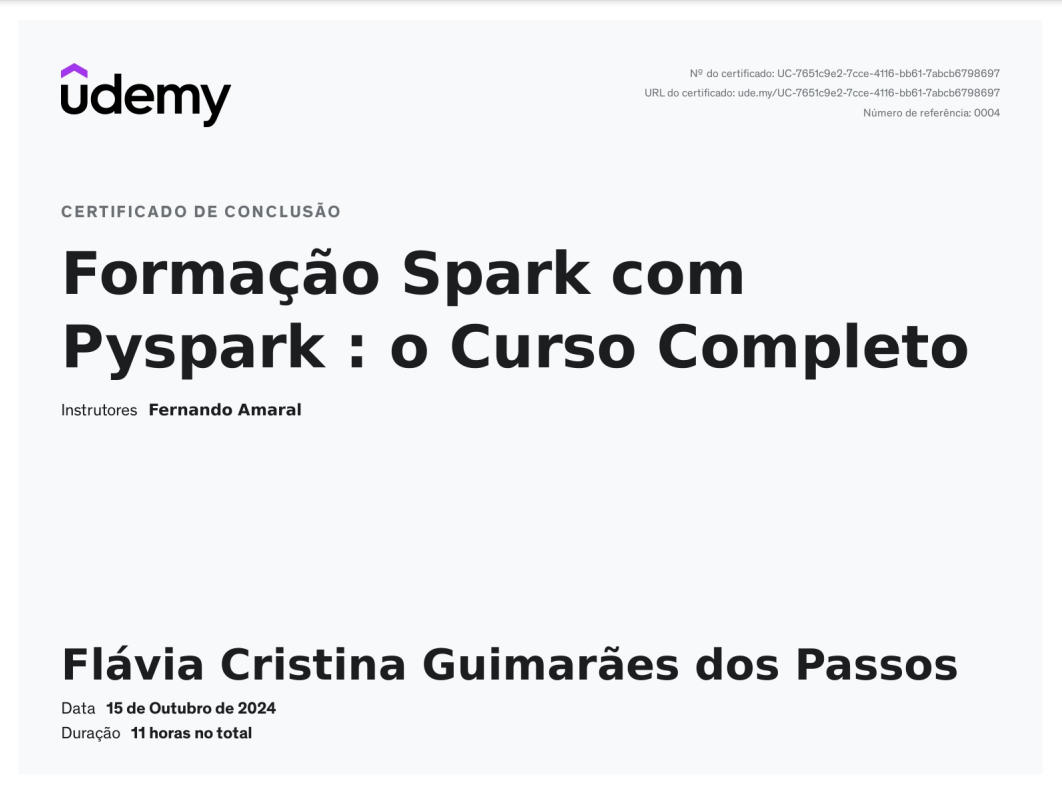 udemy
Nº do certificado: UC-7651c9e2-7cce-4116-bb61-7abcb6798697
URL do certificado: ude.my/UC-7651c9e2-7cce-4116-bb61-7abcb6798697
Número de referência: 0004
CERTIFICADO DE CONCLUSÃO
Formação Spark com
Pyspark : o Curso Completo
Instrutores Fernando Amaral
Flávia Cristina Guimarães dos Passos
Data 15 de Outubro de 2024
Duração 11 horas no total